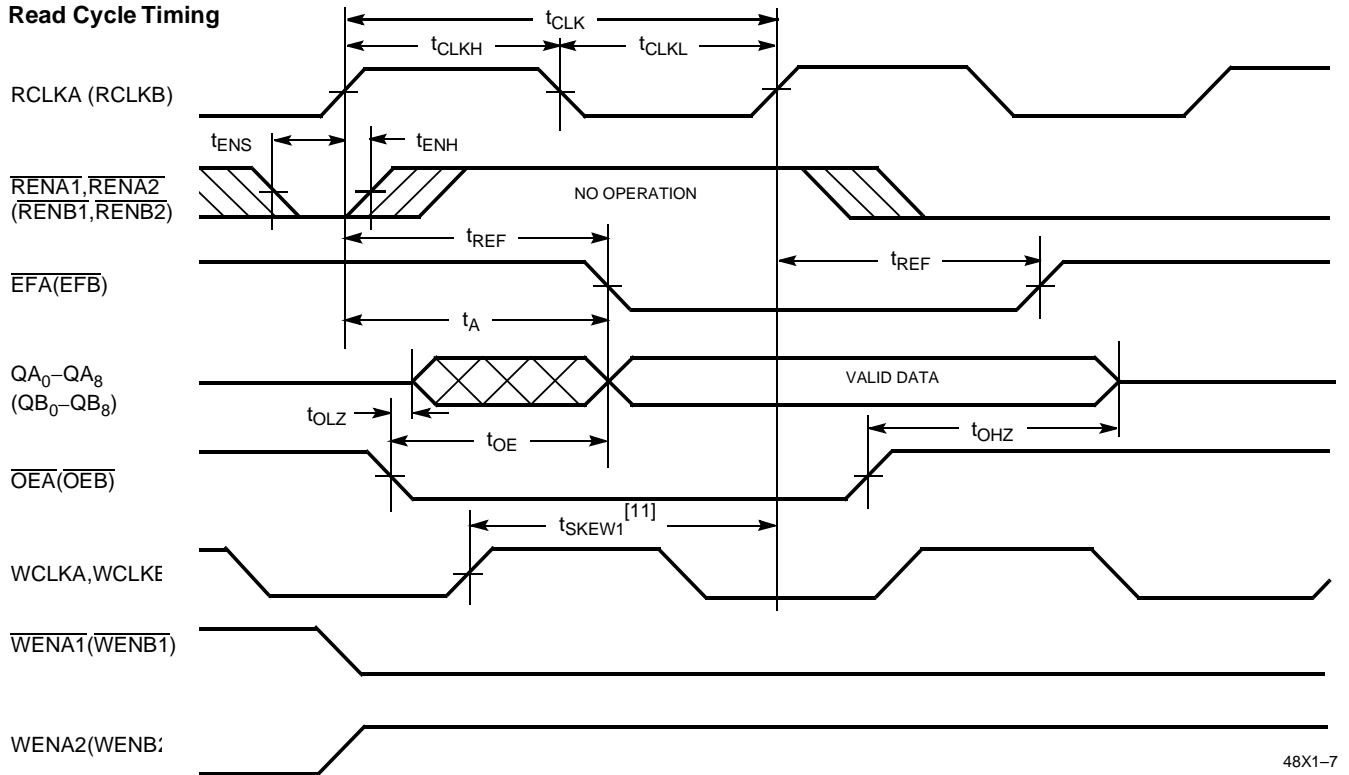 Read Cycle Timing
tCLK
tCLKH
tCLKL
RCLKA (RCLKB)
tENS
tENH
RENA1,RENA2
(RENB1,RENB2)
NO OPERATION
tREF
tREF
EFA(EFB)
tA
QA0–QA8
(QB0–QB8)
VALID DATA
tOLZ
tOE
tOHZ
OEA(OEB)
tSKEW1[11]
WCLKA,WCLKE
WENA1(WENB1)
WENA2(WENB2
48X1–7